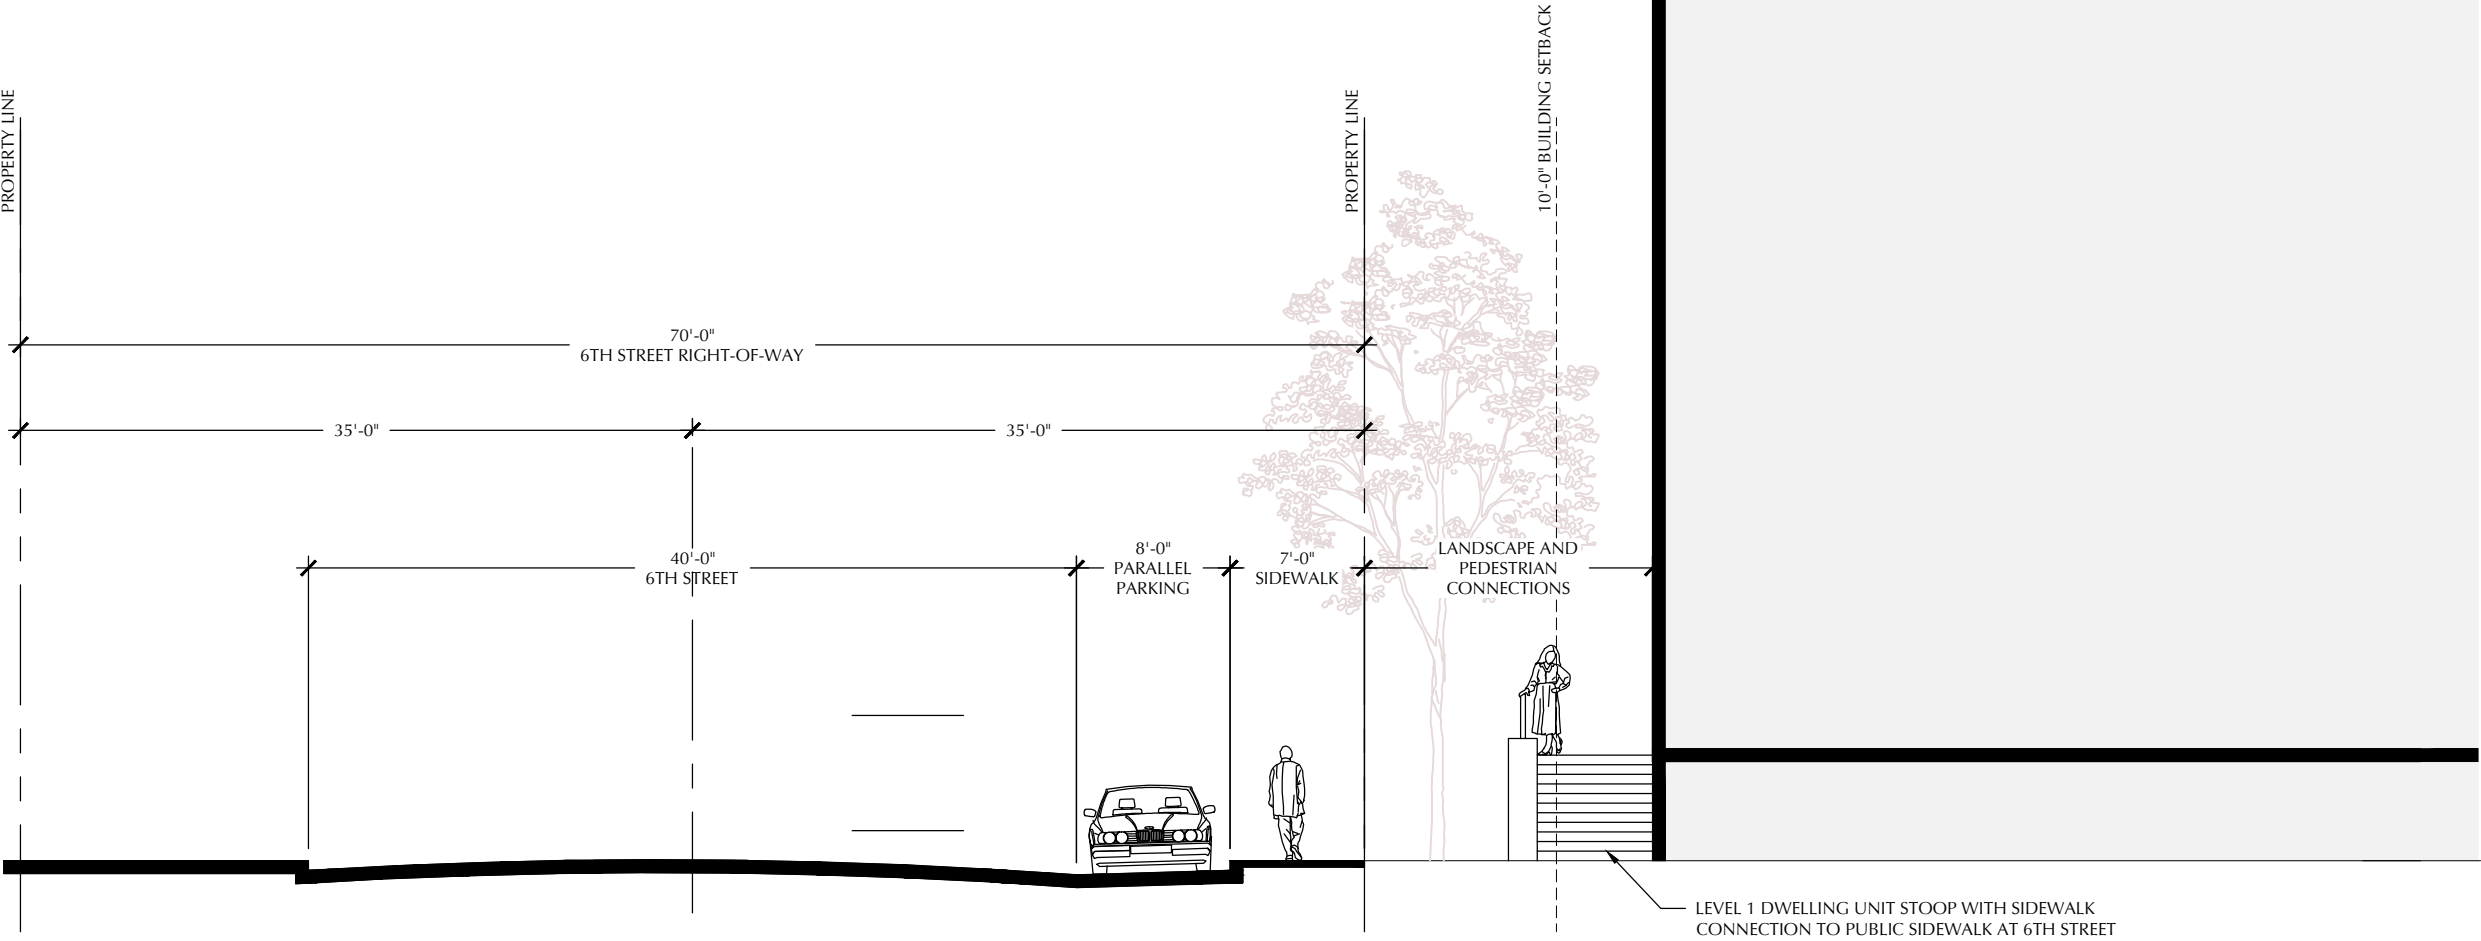 PROPERTY LINE
PROPERTY LINE
10'-0" BUILDING SETBACK
70'-0"
6TH STREET RIGHT-OF-WAY
35'-0"
35'-0"
40'-0"
6TH STREET
8'-0"
PARALLEL
PARKING
7'-0"
SIDEWALK
LANDSCAPE AND
PEDESTRIAN
CONNECTIONS
LEVEL 1 DWELLING UNIT STOOP WITH SIDEWALK
CONNECTION TO PUBLIC SIDEWALK AT 6TH STREET